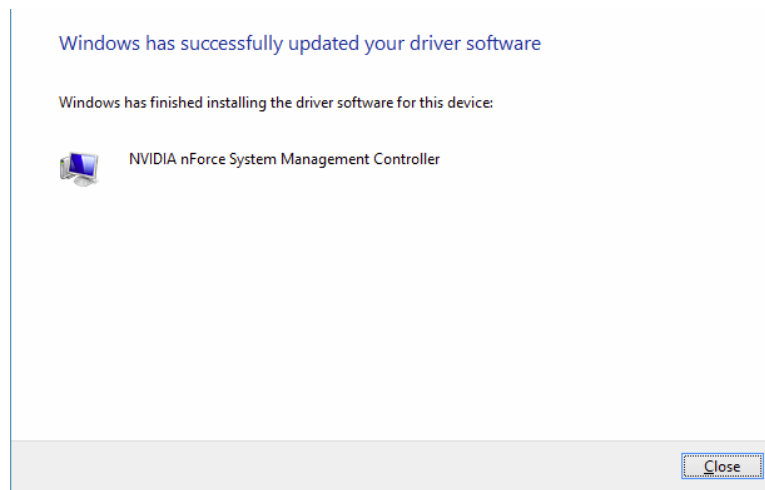 Windows has successfully updated your driver software
Windows has finished installing the driver software for this device:
NVIDIA nForce System Management Controller
Close